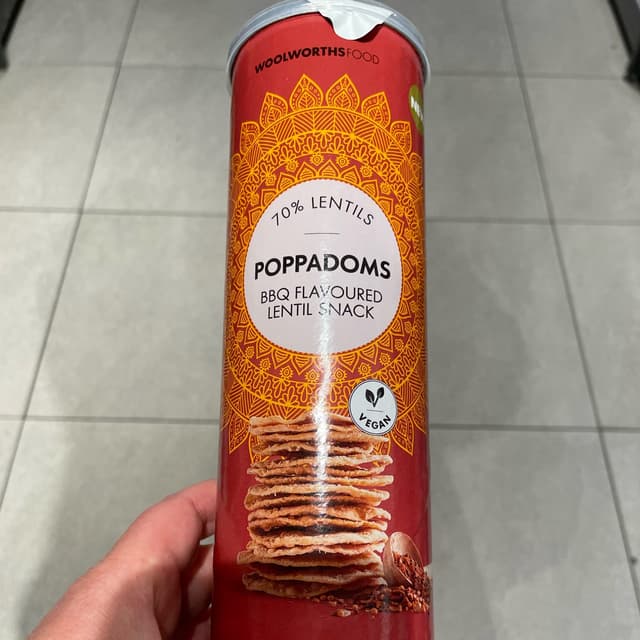 WOOLWORTHSFOOD
70% LENTILS
POPPADOMS
BBQ FLAVOURED
LENTIL SNACK
VEGAN